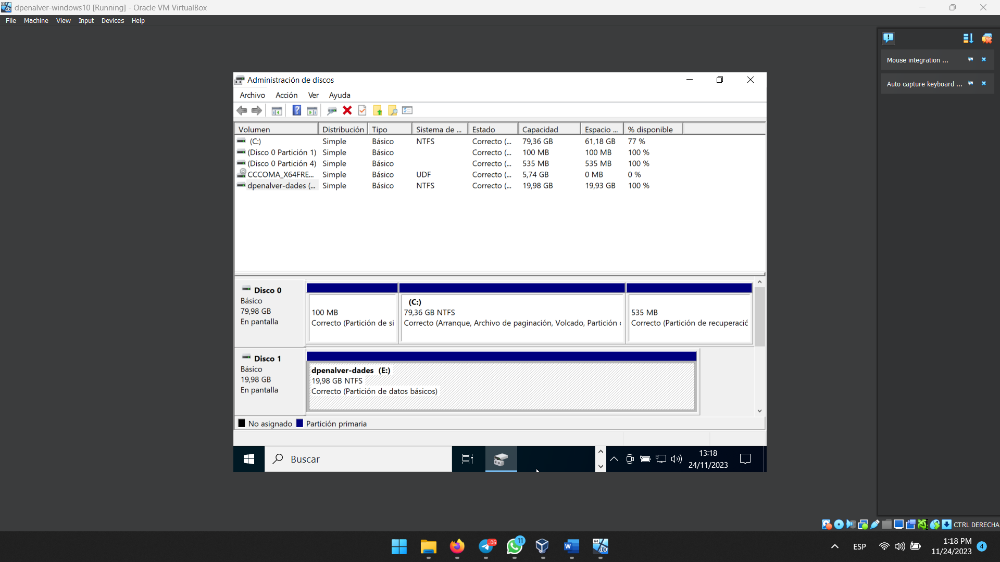 dpenalver-windows10 [Running] - Oracle VM VirtualBox
File Machine View Input Devices Help
Mouse integration ...
Auto capture keyboard ...
Administración de discos
Archivo Acción Ver Ayuda
Volumen Distribución Tipo Sistema de ... Estado Capacidad Espacio ... % disponible
(C:) Simple Básico NTFS Correcto (... 79,36 GB 61,18 GB 77 %
(Disco 0 Partición 1) Simple Básico Correcto (... 100 MB 100 MB 100 %
(Disco 0 Partición 4) Simple Básico Correcto (... 535 MB 535 MB 100 %
CCCOMA_X64FRE... Simple Básico UDF Correcto (... 5,74 GB 0 MB 0 %
dpenalver-dades (... Simple Básico NTFS Correcto (... 19,98 GB 19,93 GB 100 %
Disco 0
Básico
79,98 GB
En pantalla
100 MB
Correcto (Partición de si
(C:)
79,36 GB NTFS
Correcto (Arranque, Archivo de paginación, Volcado, Partición
535 MB
Correcto (Partición de recuperació
Disco 1
Básico
19,98 GB
En pantalla
dpenalver-dades (E:)
19,98 GB NTFS
Correcto (Partición de datos básicos)
No asignado Partición primaria
Buscar
13:18
24/11/2023
CTRL DERECHA
.06
11
64
10
ESP
1:18 PM
11/24/2023
4